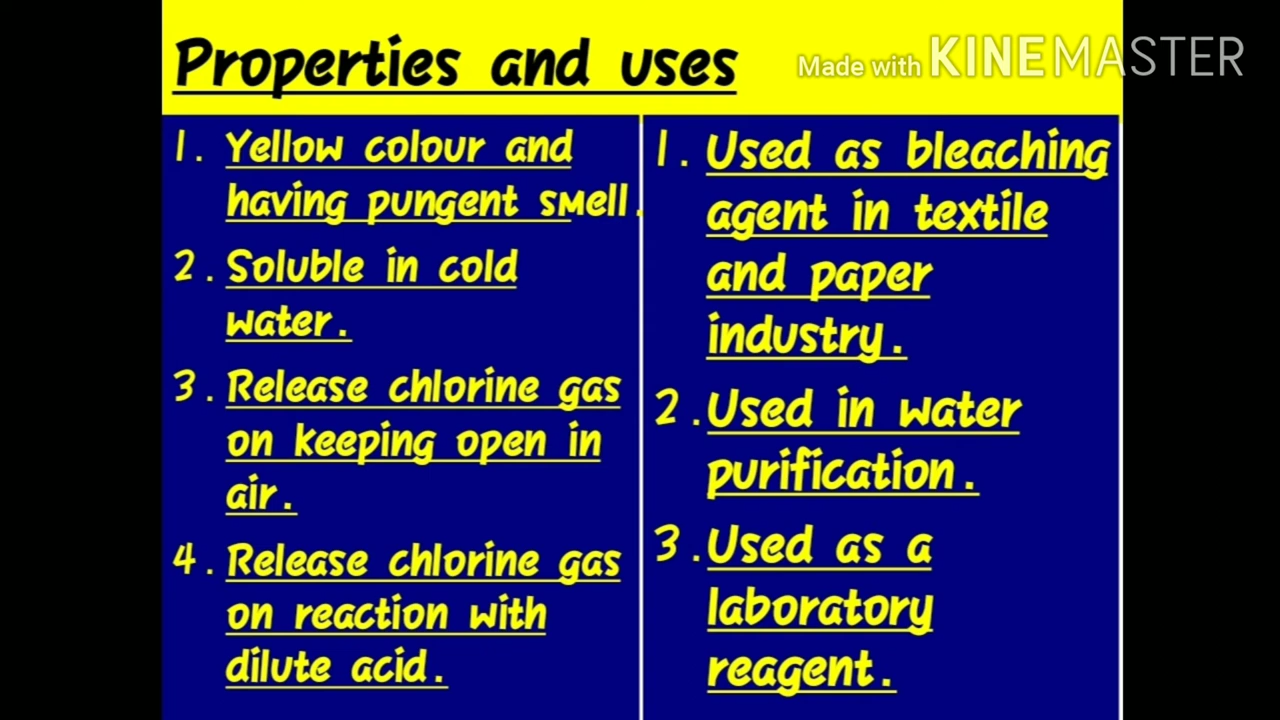 Properties and uses
Made with KINEMASTER
1. Yellow colour and
having pungent smell.
2. Soluble in cold
water.
3. Release chlorine gas
on keeping open in
air.
4. Release chlorine gas
on reaction with
dilute acid.
1. Used as bleaching
agent in textile
and paper
industry.
2. Used in water
purification.
3. Used as a
laboratory
reagent.